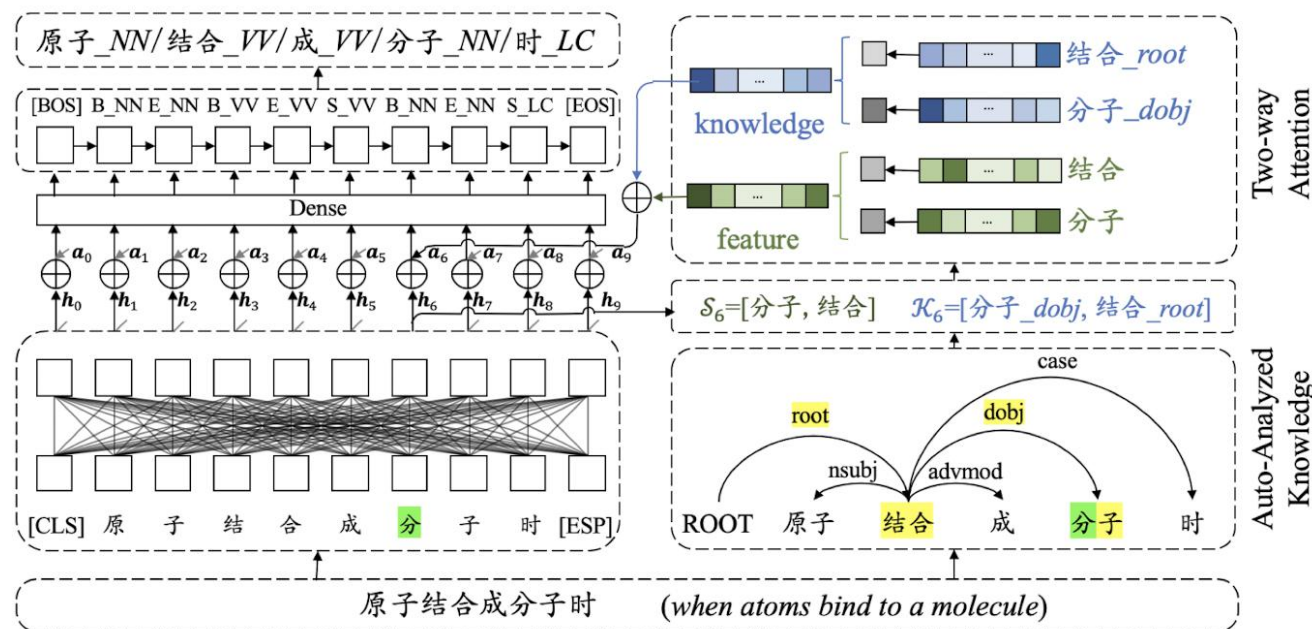 原子_NN/结合_VV/成_VV/分子_NN/时_LC
[BOS] B_NN E_NN B_VV E_VV S_VV B_NN E_NN S_LC [EOS]
Dense
a₀ a₁ a₂ a₃ a₄ a₅ a₆ a₇ a₈ a₉
h₀ h₁ h₂ h₃ h₄ h₅ h₆ h₇ h₈ h₉
[CLS] 原 子 结 合 成 分 子 时 [ESP]
... ... 结合_root
knowledge ... 分子_dobj
... ... 结合
feature ... 分子
Two-way
Attention
𝒮₆=[分子, 结合] 𝒦₆=[分子_dobj, 结合_root]
case
root dobj
nsubj advmod
ROOT 原子 结合 成 分子 时
Auto-Analyzed
Knowledge
原子结合成分子时 (when atoms bind to a molecule)